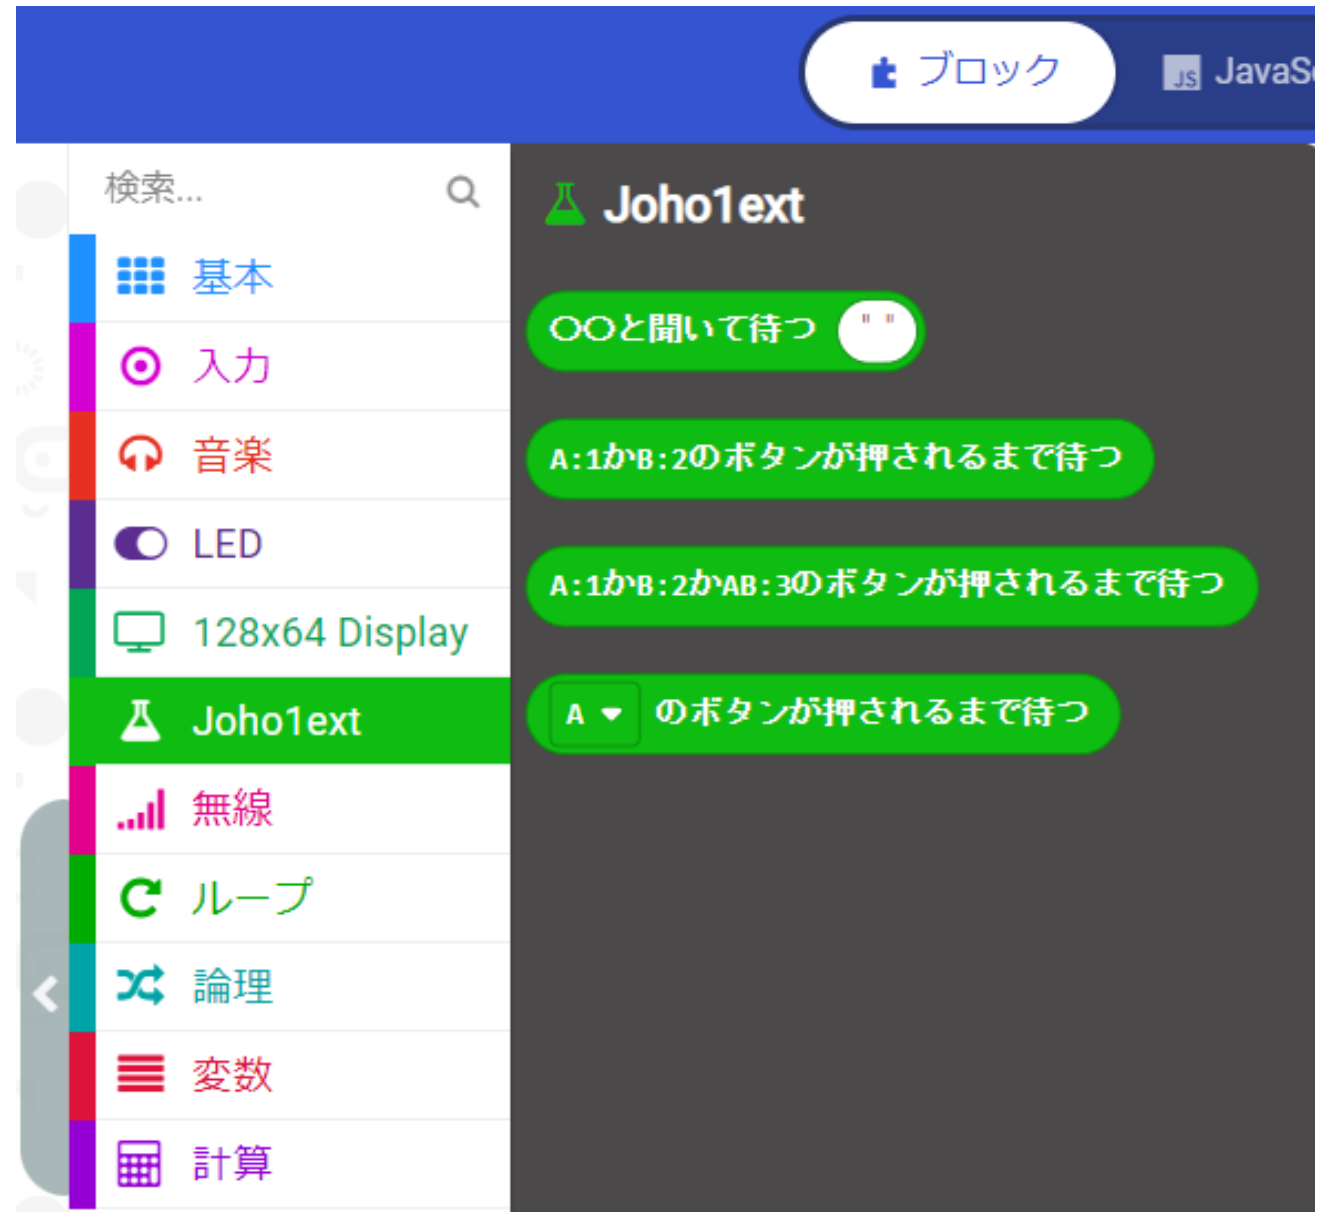 ブロック
JS JavaSc
検索...
基本
入力
音楽
LED
128x64 Display
Joho1ext
無線
ループ
論理
変数
計算
Joho1ext
〇〇と聞いて待つ " "
A:1かB:2のボタンが押されるまで待つ
A:1かB:2かAB:3のボタンが押されるまで待つ
A のボタンが押されるまで待つ